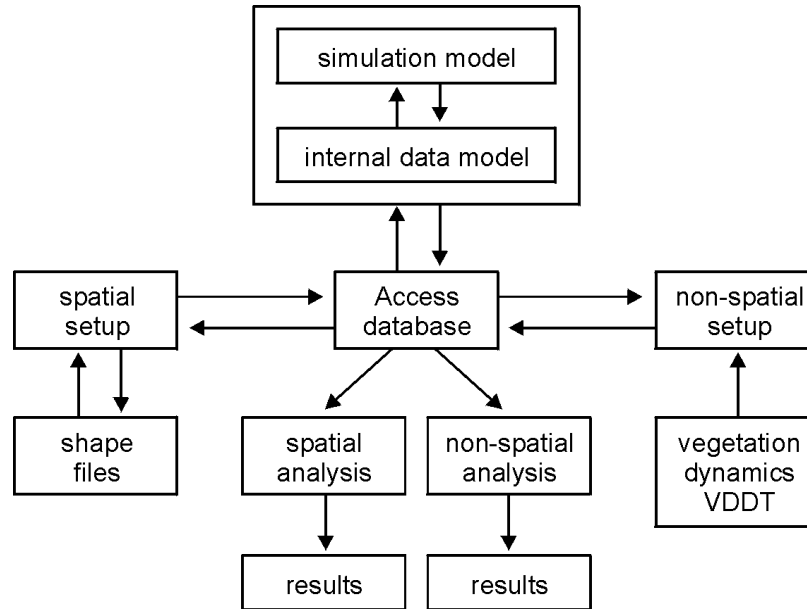 simulation model
internal data model
spatial
setup
Access
database
non-spatial
setup
shape
files
spatial
analysis
non-spatial
analysis
vegetation
dynamics
VDDT
results
results